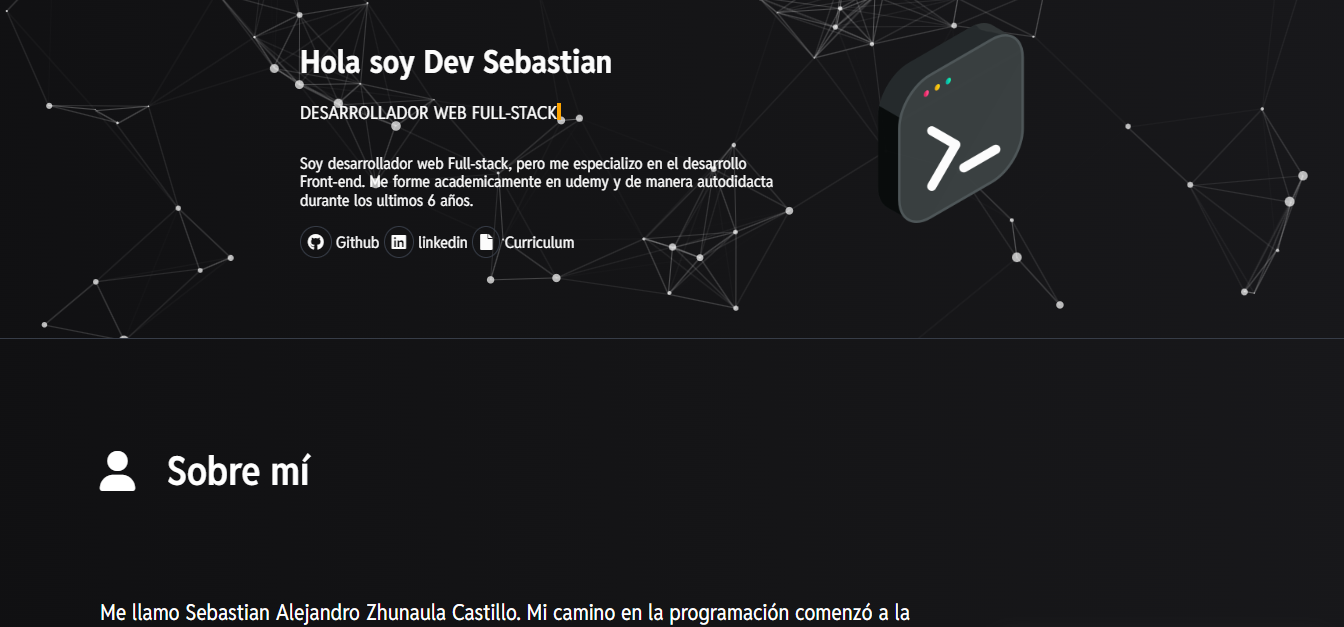 Hola soy Dev Sebastian
DESARROLLADOR WEB FULL-STACK
Soy desarrollador web Full-stack, pero me especializo en el desarrollo
Front-end. Me forme academicamente en udemy y de manera autodidacta
durante los ultimos 6 años.
Github linkedin Curriculum
Sobre mí
Me llamo Sebastian Alejandro Zhunaula Castillo. Mi camino en la programación comenzó a la